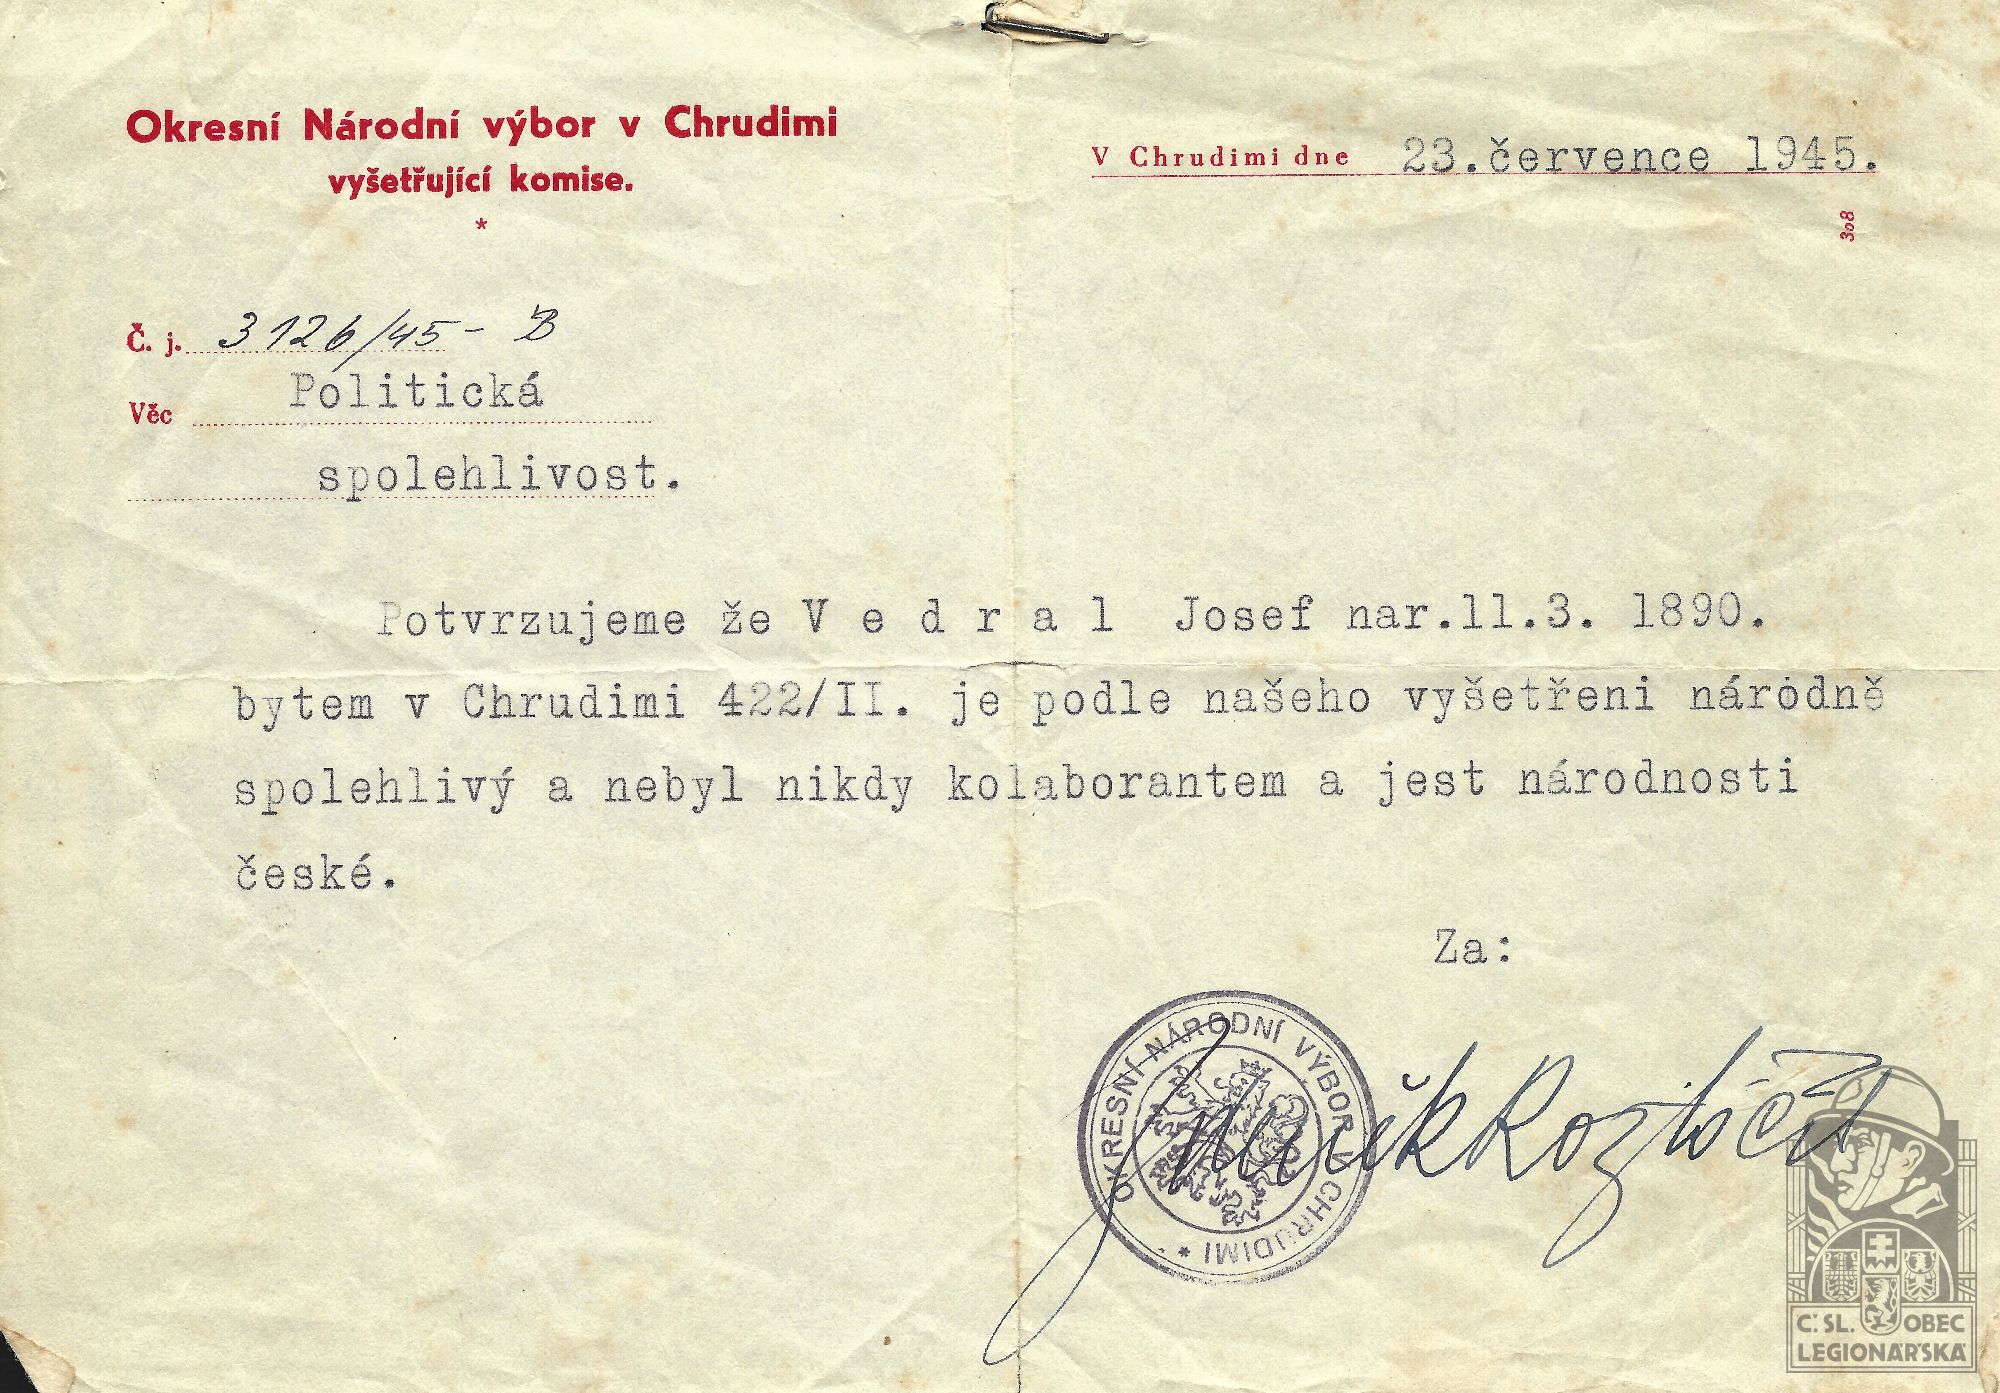 Okresní Národní výbor v Chrudimi
vyšetřující komise.
*
V Chrudimi dne 23.července 1945.
308
Č. j. 3126/45- B
Věc Politická
spolehlivost.
Potvrzujeme že V e d r a l Josef nar.11.3. 1890.
bytem v Chrudimi 422/II. je podle našeho vyšetřeni národně
spolehlivý a nebyl nikdy kolaborantem a jest národnosti
české.
Za:
OKRESNÍ NÁRODNÍ VÝBOR V CHRUDIMI *
Č. SL. OBEC
LEGIONÁŘSKÁ